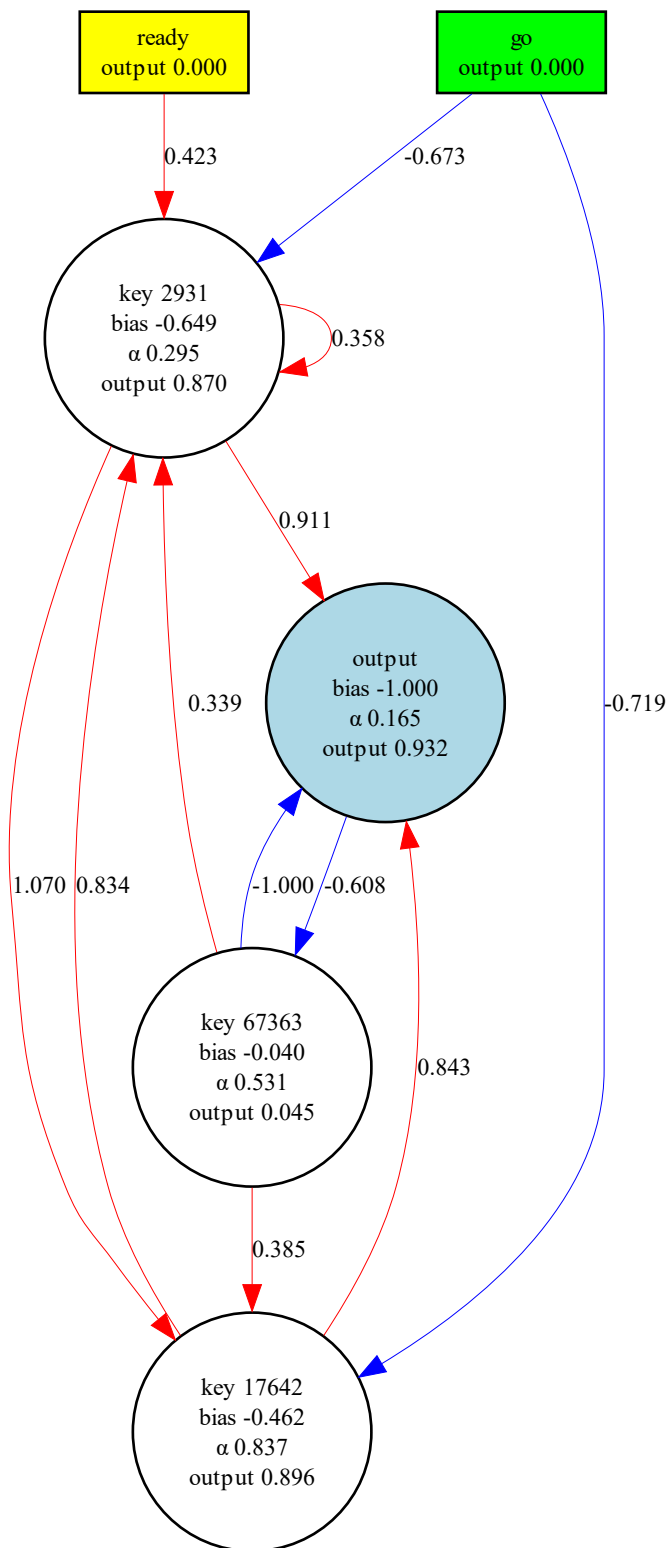 ready
output 0.000
go
output 0.000
0.423
-0.673
key 2931
bias -0.649
α 0.295
output 0.870
0.358
0.911
output
bias -1.000
α 0.165
output 0.932
0.339
-0.719
1.070
0.834
-1.000
-0.608
key 67363
bias -0.040
α 0.531
output 0.045
0.843
0.385
key 17642
bias -0.462
α 0.837
output 0.896